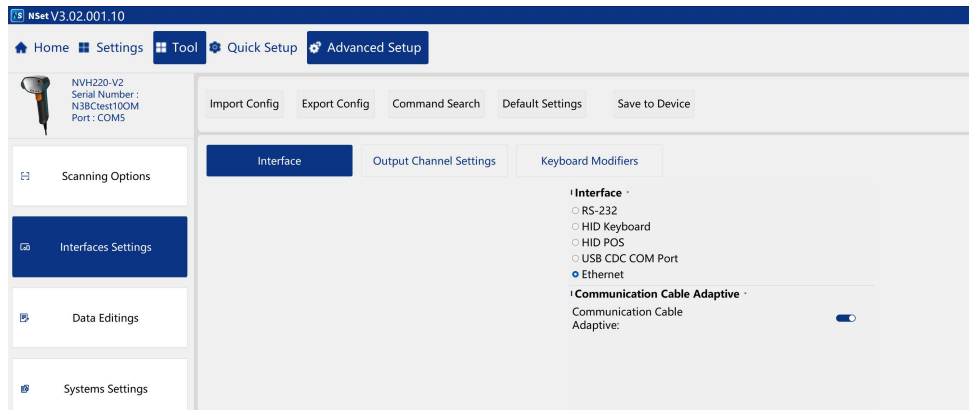 NSet V3.02.001.10
Home Settings Tool Quick Setup Advanced Setup
NVH220-V2
Serial Number :
N3BCtest10OM
Port : COM5
Import Config Export Config Command Search Default Settings Save to Device
Interface Output Channel Settings Keyboard Modifiers
Scanning Options
Interfaces Settings
Data Editings
Systems Settings
Interface
RS-232
HID Keyboard
HID POS
USB CDC COM Port
Ethernet
Communication Cable Adaptive
Communication Cable
Adaptive: